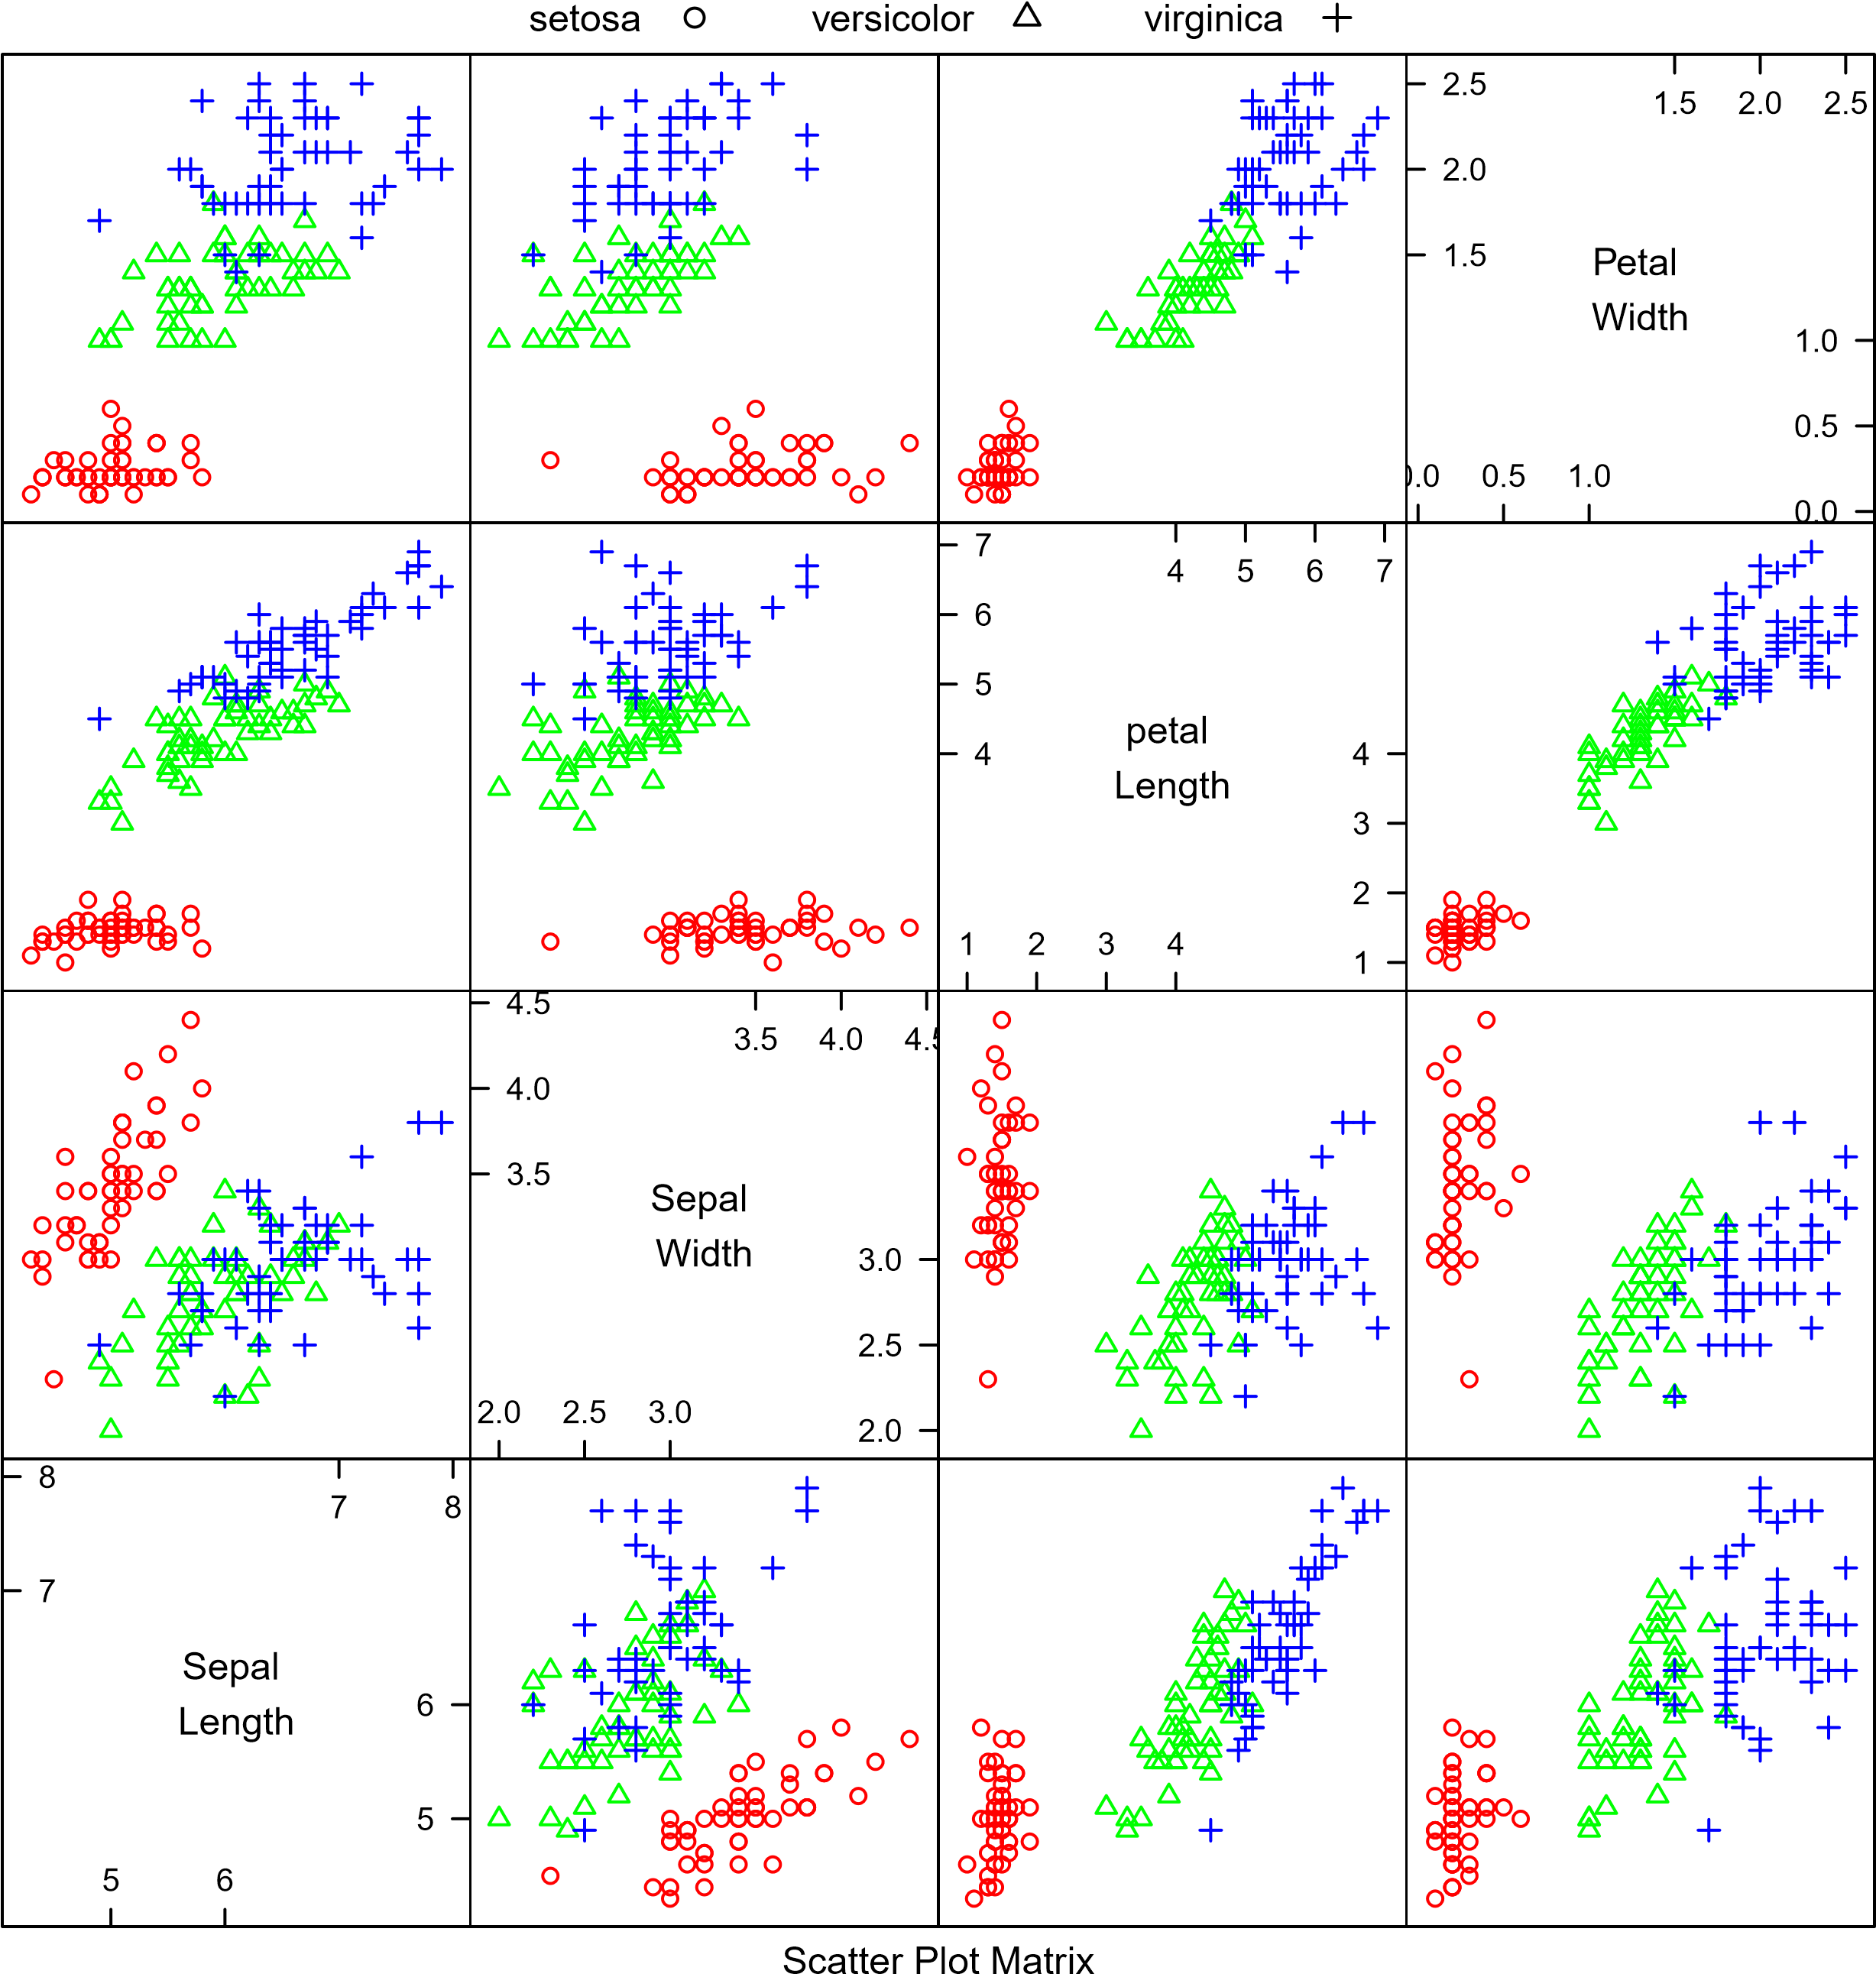 setosa versicolor virginica
2.5 1.5 2.0 2.5
2.0
1.5
Petal
Width
1.0
0.5
0.0 0.5 1.0
0.0
7 4 5 6 7
6
5
petal
4 Length 4
3
2
1 2 3 4
1
4.5 3.5 4.0 4.5
4.0
3.5
Sepal
Width
3.0
2.5
2.0 2.5 3.0
2.0
8 7 8
7
Sepal
Length
6
5
5 6
Scatter Plot Matrix